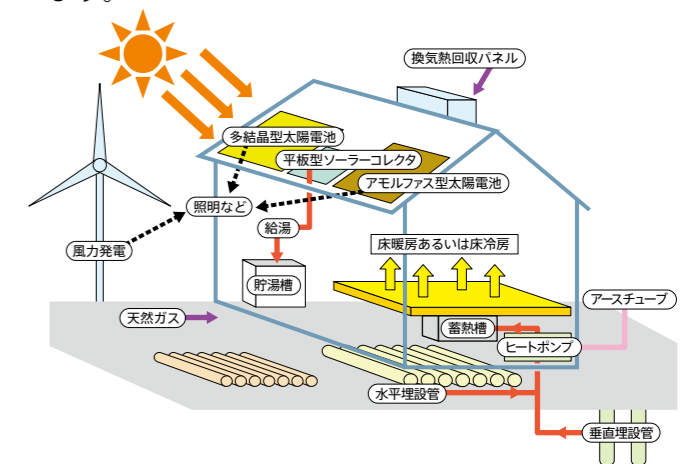 ます。
換気熱回収パネル
多結晶型太陽電池
平板型ソーラーコレクタ
アモルファス型太陽電池
照明など
給湯
風力発電
床暖房あるいは床冷房
貯湯槽
アースチューブ
天然ガス
蓄熱槽
ヒートポンプ
水平埋設管
垂直埋設管